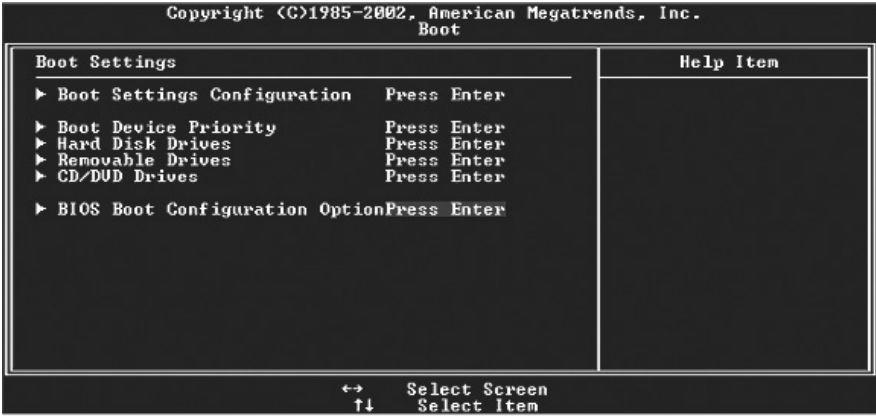 Copyright (C)1985-2002, American Megatrends, Inc.
Boot
Boot Settings
Help Item
► Boot Settings Configuration Press Enter
► Boot Device Priority Press Enter
► Hard Disk Drives Press Enter
► Removable Drives Press Enter
► CD/DVD Drives Press Enter
► BIOS Boot Configuration OptionPress Enter
↔ Select Screen
↑↓ Select Item